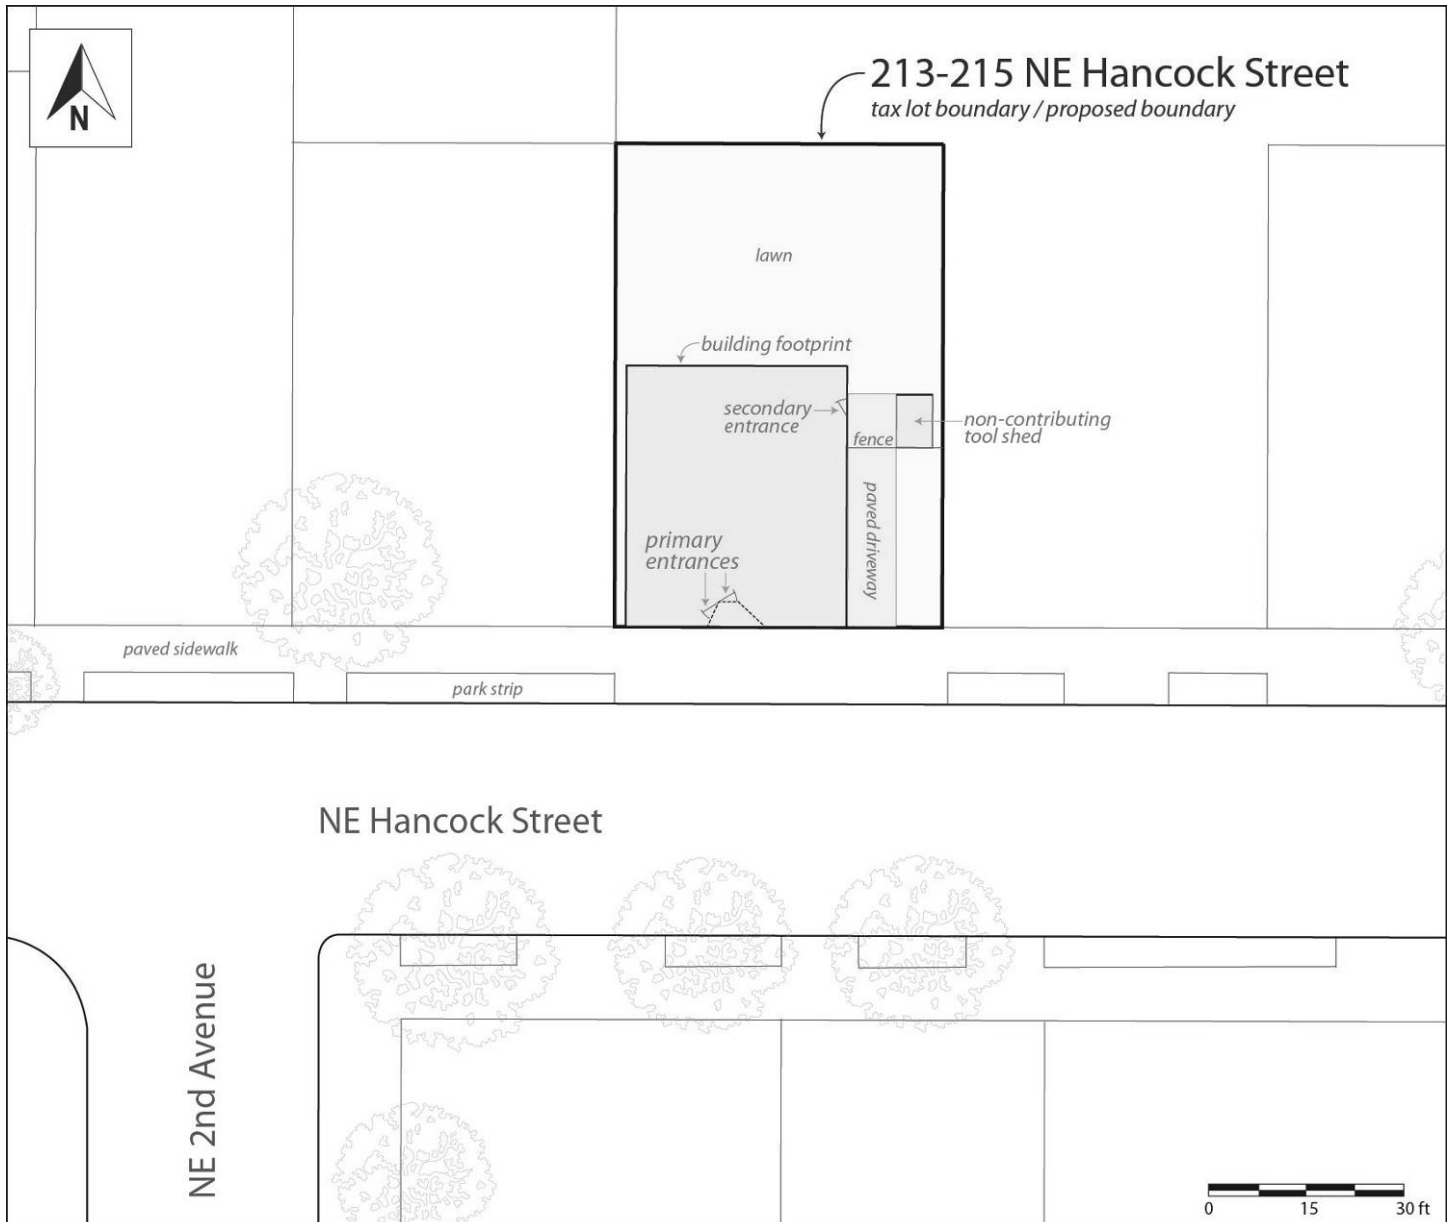 N
213-215 NE Hancock Street
tax lot boundary / proposed boundary
lawn
building footprint
secondary
entrance
fence
non-contributing
tool shed
paved driveway
primary
entrances
paved sidewalk
park strip
NE Hancock Street
NE 2nd Avenue
0 15 30 ft